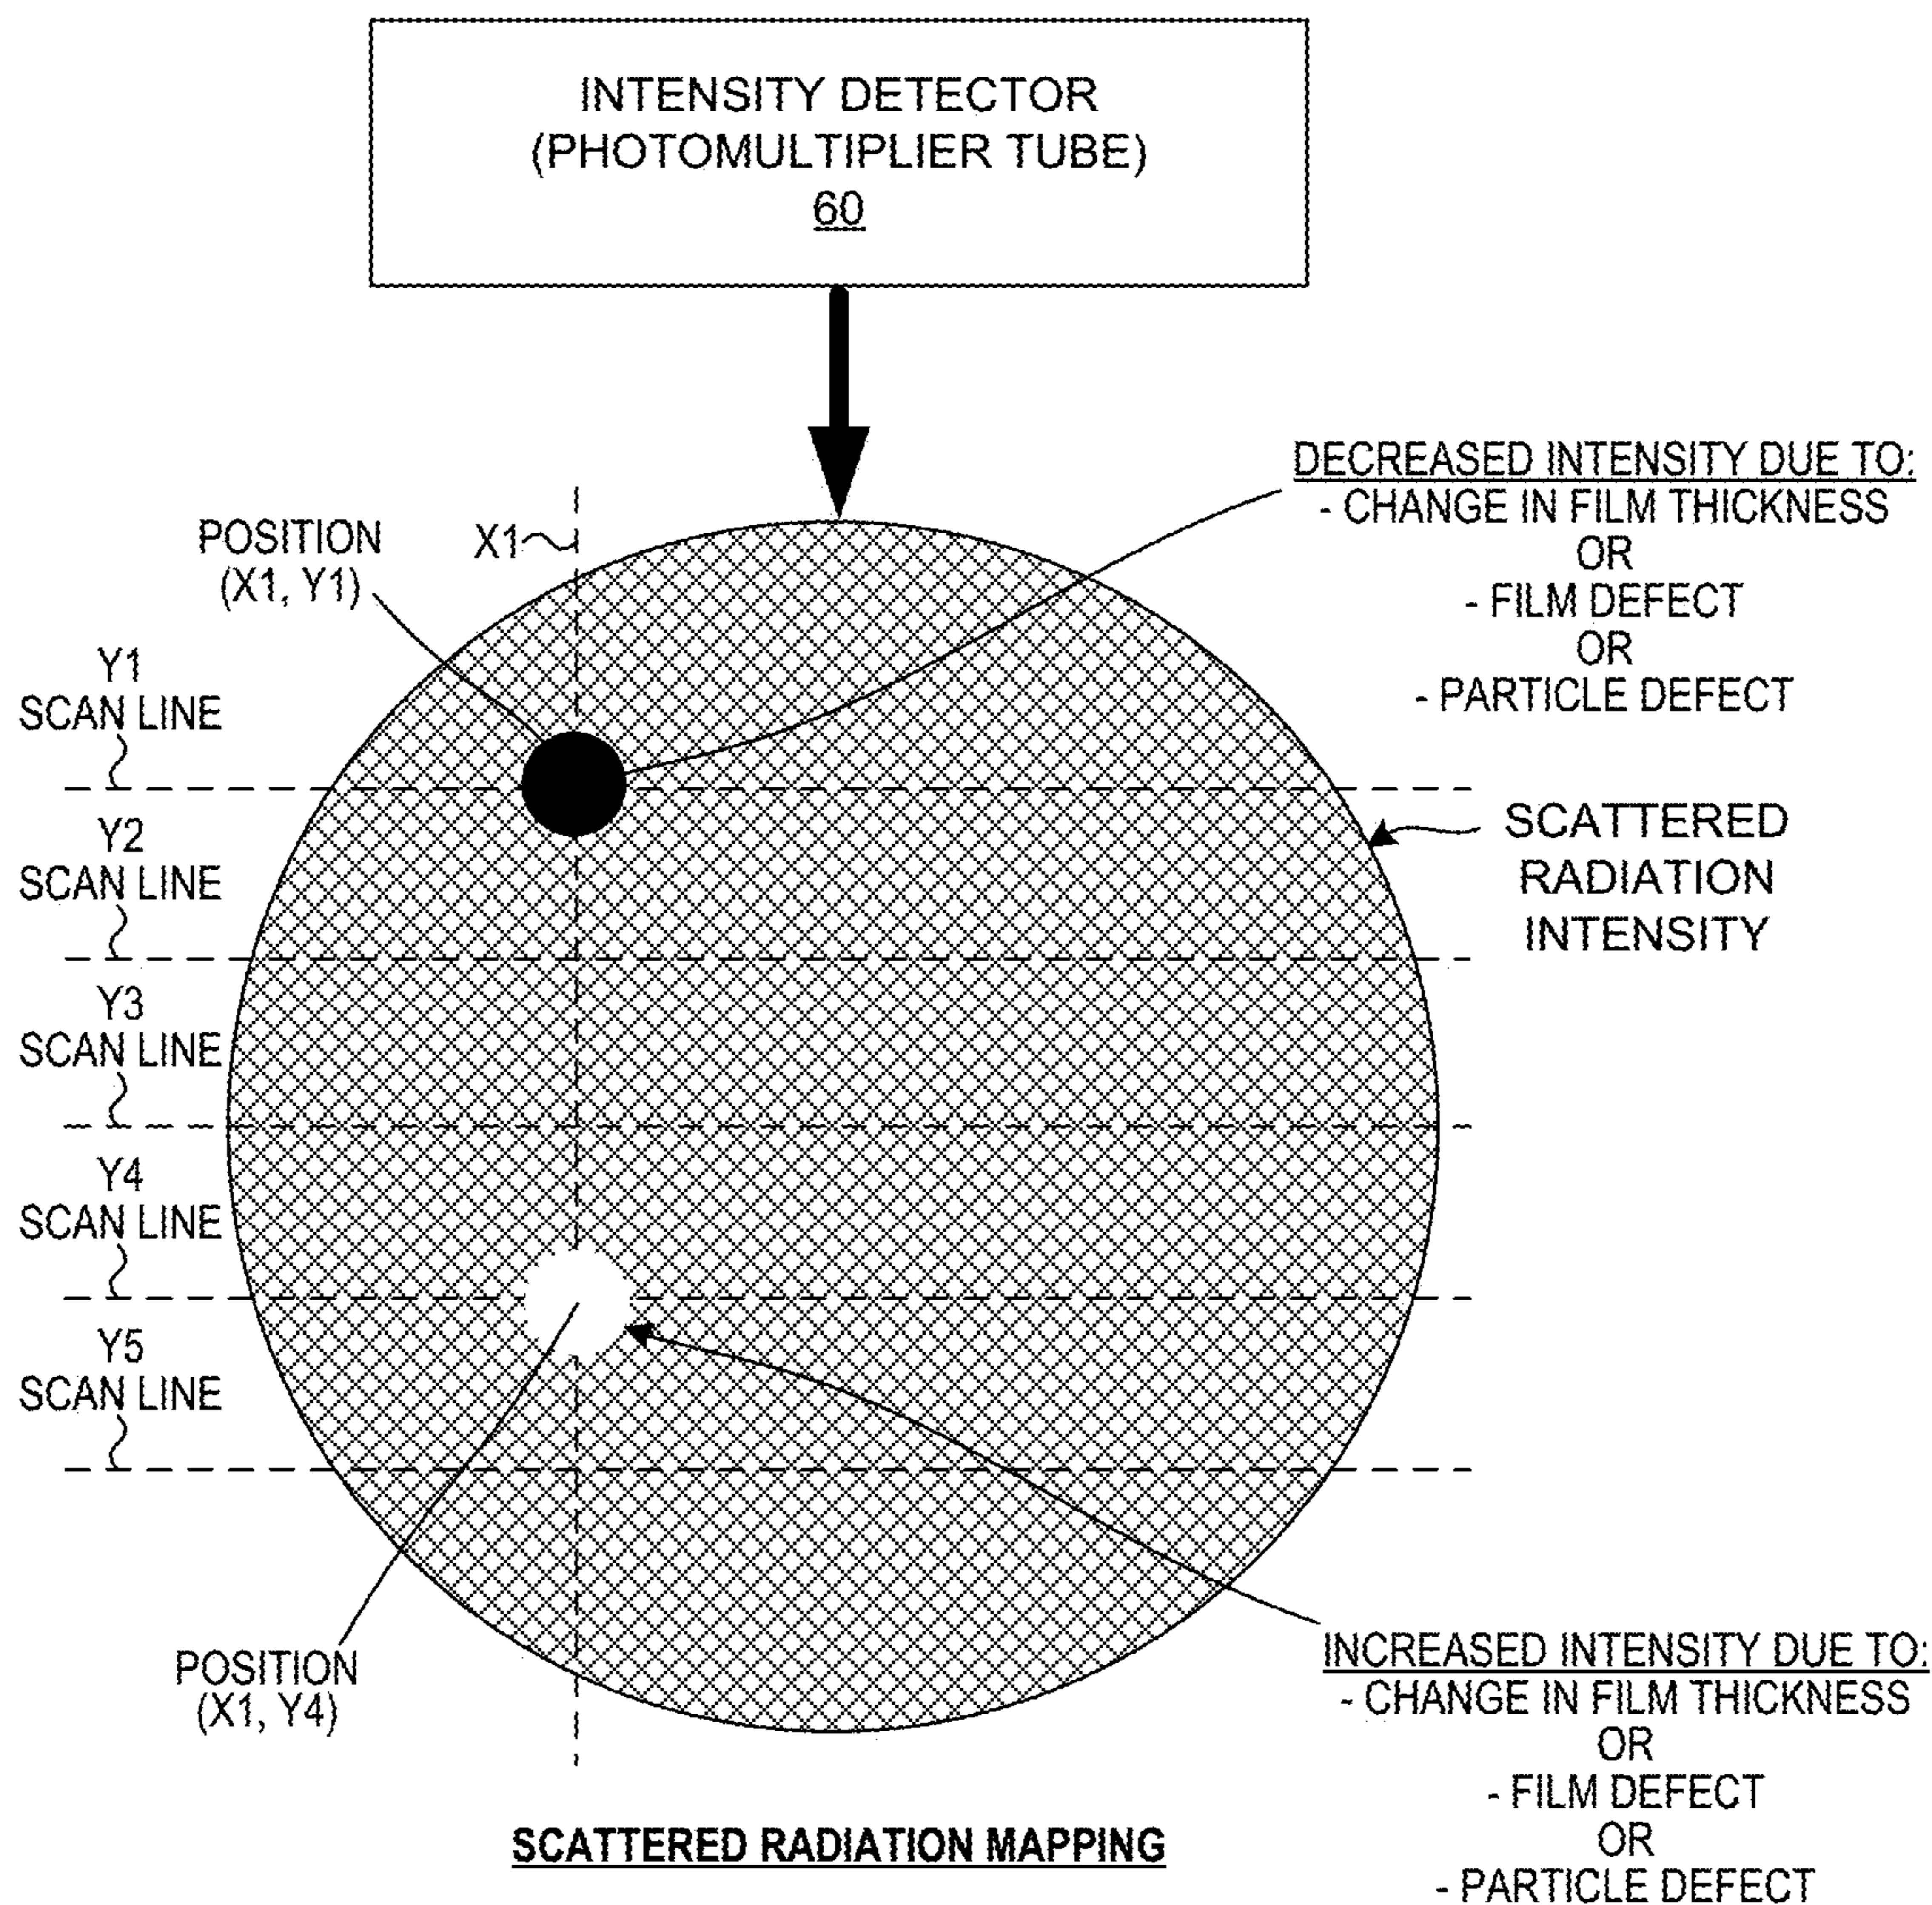 INTENSITY DETECTOR
(PHOTOMULTIPLIER TUBE)
60
DECREASED INTENSITY DUE TO:
- CHANGE IN FILM THICKNESS
OR
- FILM DEFECT
OR
- PARTICLE DEFECT
POSITION
(X1, Y1)
X1
Y1
SCAN LINE
Y2
SCAN LINE
SCATTERED
RADIATION
INTENSITY
Y3
SCAN LINE
Y4
SCAN LINE
Y5
SCAN LINE
POSITION
(X1, Y4)
INCREASED INTENSITY DUE TO:
- CHANGE IN FILM THICKNESS
OR
- FILM DEFECT
OR
- PARTICLE DEFECT
SCATTERED RADIATION MAPPING